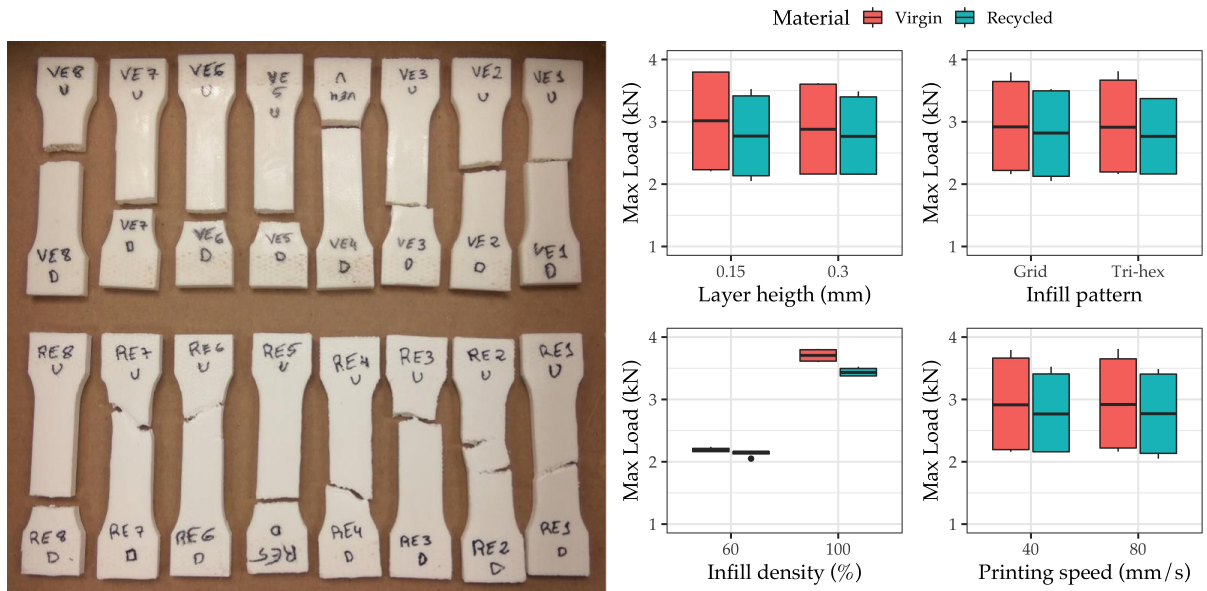 VE8
U
VE7
U
VE6
U
VE
5
U
U
VE4
VE3
U
VE2
U
VE1
U
VE8
D
VE7
D
VE6
D
VE5
D
VE4
D
VE3
D
VE2
D
VE1
D
RE8
U
RE7
U
RE6
U
RE5
U
RE4
U
RE3
U
RE2
U
RE1
U
RE8
D
RE7
D
RE6
D
D
RE5
RE4
D
RE3
D
RE2
D
RE1
D
Material Virgin Recycled
4
3
2
1
Max Load (kN)
0.15 0.3
Layer heigth (mm)
4
3
2
1
Max Load (kN)
Grid Tri-hex
Infill pattern
4
3
2
1
Max Load (kN)
60 100
Infill density (%)
4
3
2
1
Max Load (kN)
40 80
Printing speed (mm/s)